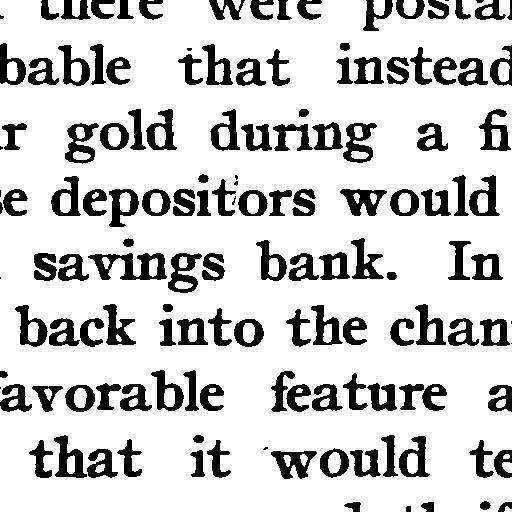 there were postal
bable that instead
r gold during a fi
se depositors would
savings bank. In
back into the chan
favorable feature a
that it would te